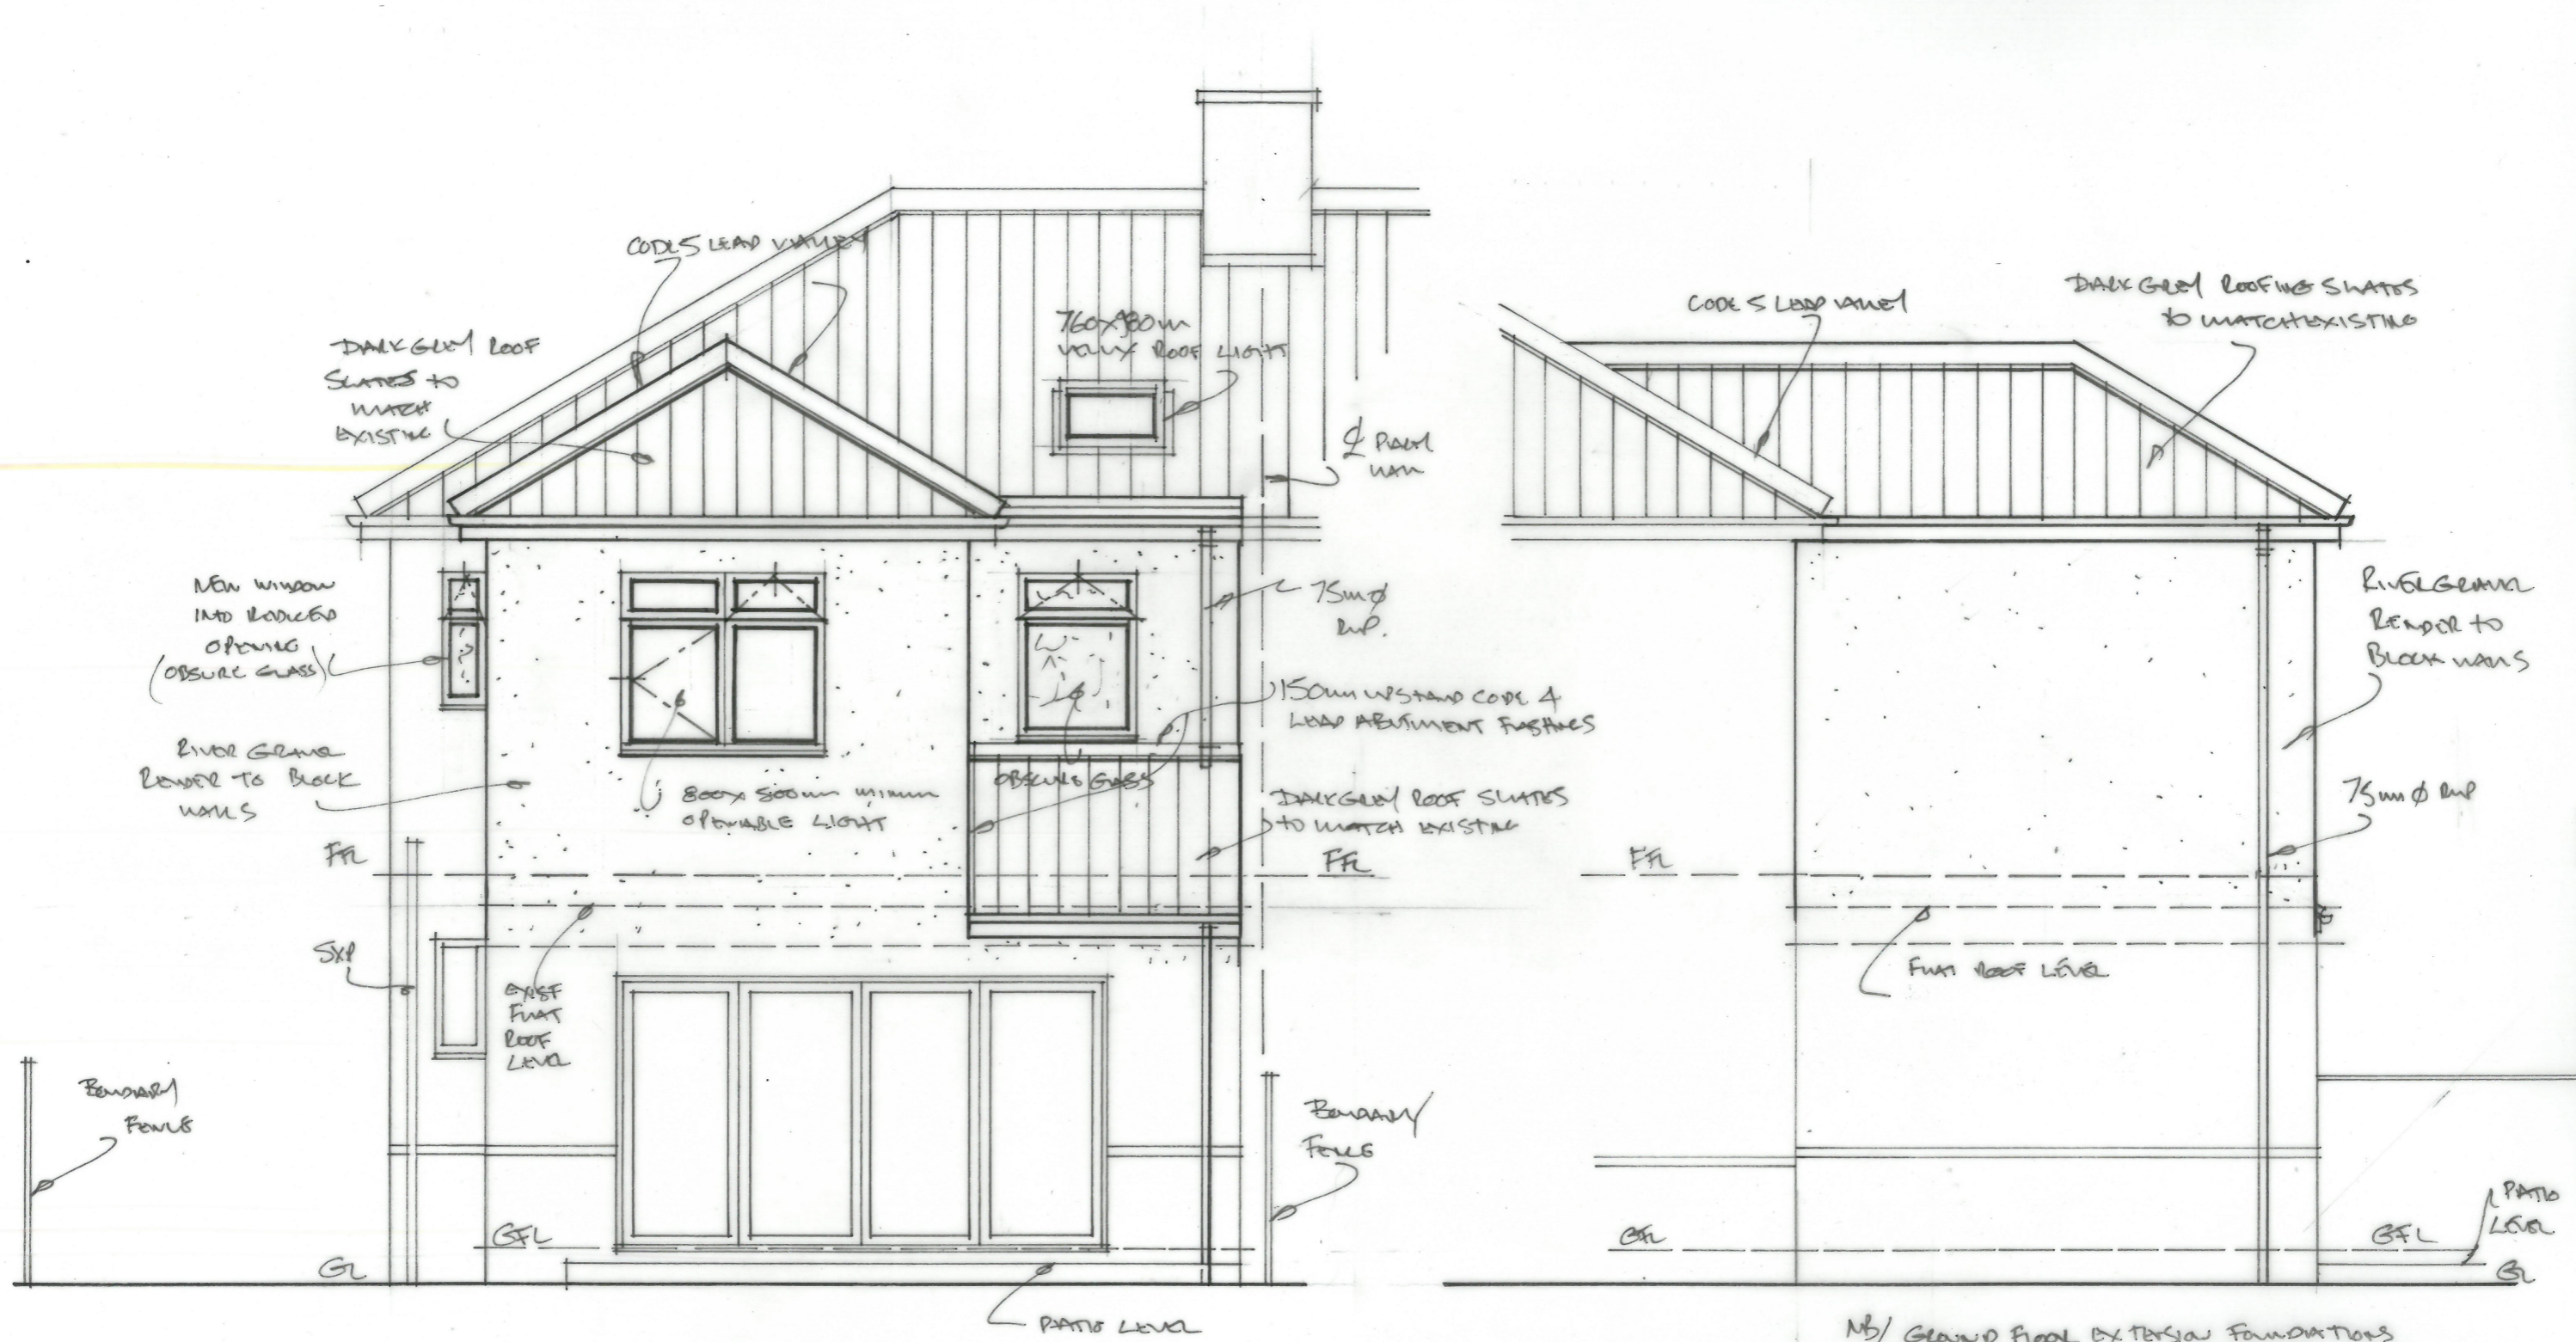 CODE 5 LEAD VALLEY
DARK GREY ROOF
SLATES TO
MATCH
EXISTING
760x980m
VELUX ROOF LIGHT
℄ PARTY
WALL
NEW WINDOW
INTO REDUCED
OPENING
(OBSURE GLASS)
75mm Ø
RWP.
150mm UPSTAND CODE 4
LEAD ABUTMENT FLASHINGS
RIVER GRAVEL
RENDER TO BLOCK
WALLS
800x500mm minimum
OPENABLE LIGHT
OBSCURE GLASS
DARK GREY ROOF SLATES
TO MATCH EXISTING
FFL
FFL
SVP
EXIST
FLAT
ROOF
LEVEL
BOUNDARY
FENCE
BOUNDARY
FENCE
GFL
GL
PATIO LEVEL
CODE 5 LEAD VALLEY
DARK GREY ROOFING SLATES
TO MATCH EXISTING
RIVER GRAVEL
RENDER TO
BLOCK WALLS
75mm Ø RWP
FFL
FLAT ROOF LEVEL
PATIO
LEVEL
GFL
GFL
GL
NB/ GROUND FLOOR EXTENSION FOUNDATIONS